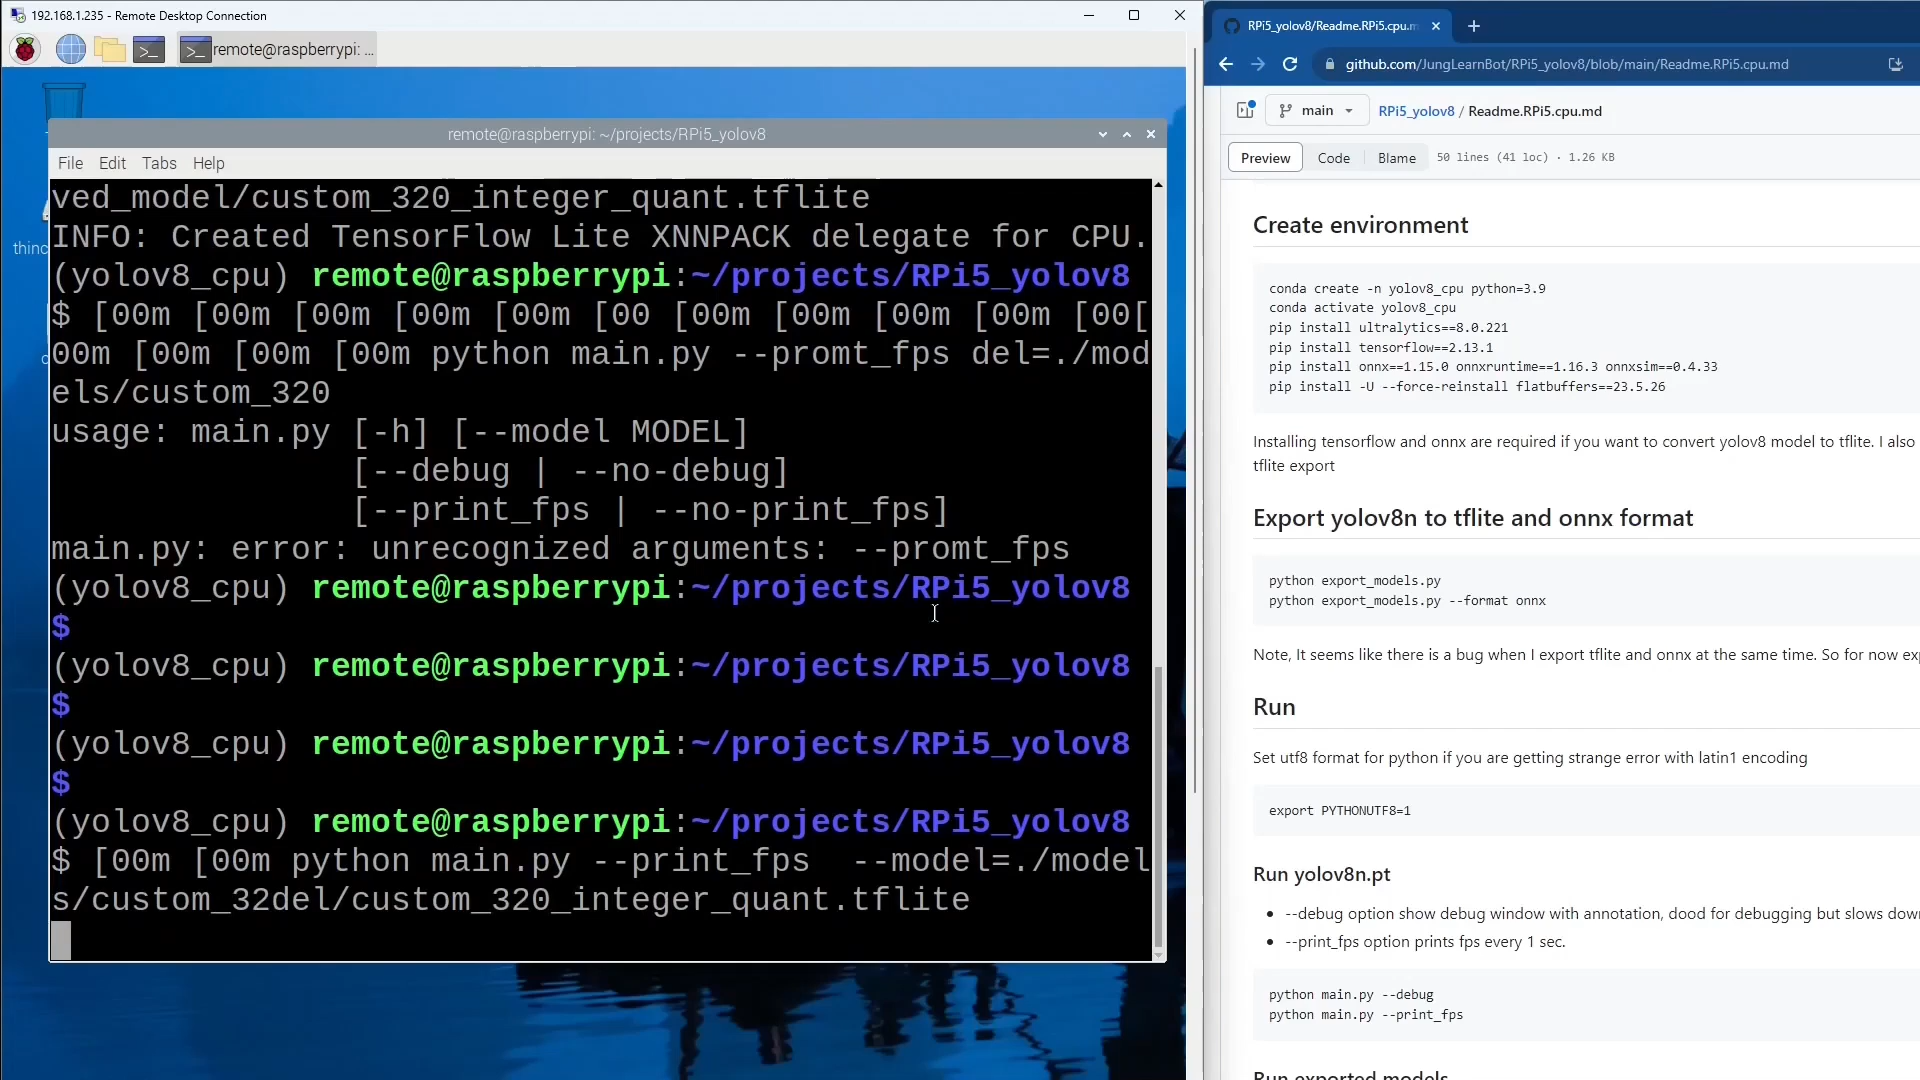 192.168.1.235 - Remote Desktop Connection
remote@raspberrypi: ...
remote@raspberrypi: ~/projects/RPi5_yolov8
File Edit Tabs Help
ved_model/custom_320_integer_quant.tflite
INFO: Created TensorFlow Lite XNNPACK delegate for CPU.
(yolov8_cpu) remote@raspberrypi:~/projects/RPi5_yolov8
$ [00m [00m [00m [00m [00m [00 [00m [00m [00m [00m [00[
00m [00m [00m [00m python main.py --promt_fps del=./mod
els/custom_320
usage: main.py [-h] [--model MODEL]
[--debug | --no-debug]
[--print_fps | --no-print_fps]
main.py: error: unrecognized arguments: --promt_fps
(yolov8_cpu) remote@raspberrypi:~/projects/RPi5_yolov8
$
(yolov8_cpu) remote@raspberrypi:~/projects/RPi5_yolov8
$
(yolov8_cpu) remote@raspberrypi:~/projects/RPi5_yolov8
$
(yolov8_cpu) remote@raspberrypi:~/projects/RPi5_yolov8
$ [00m [00m python main.py --print_fps  --model=./model
s/custom_32del/custom_320_integer_quant.tflite
thinc
RPi5_yolov8/Readme.RPi5.cpu.m
github.com/JungLearnBot/RPi5_yolov8/blob/main/Readme.RPi5.cpu.md
main RPi5_yolov8 / Readme.RPi5.cpu.md
Preview Code Blame 50 lines (41 loc) · 1.26 KB
Create environment
conda create -n yolov8_cpu python=3.9
conda activate yolov8_cpu
pip install ultralytics==8.0.221
pip install tensorflow==2.13.1
pip install onnx==1.15.0 onnxruntime==1.16.3 onnxsim==0.4.33
pip install -U --force-reinstall flatbuffers==23.5.26
Installing tensorflow and onnx are required if you want to convert yolov8 model to tflite. I also
tflite export
Export yolov8n to tflite and onnx format
python export_models.py
python export_models.py --format onnx
Note, It seems like there is a bug when I export tflite and onnx at the same time. So for now exp
Run
Set utf8 format for python if you are getting strange error with latin1 encoding
export PYTHONUTF8=1
Run yolov8n.pt
• --debug option show debug window with annotation, dood for debugging but slows dow
• --print_fps option prints fps every 1 sec.
python main.py --debug
python main.py --print_fps
Run exported models